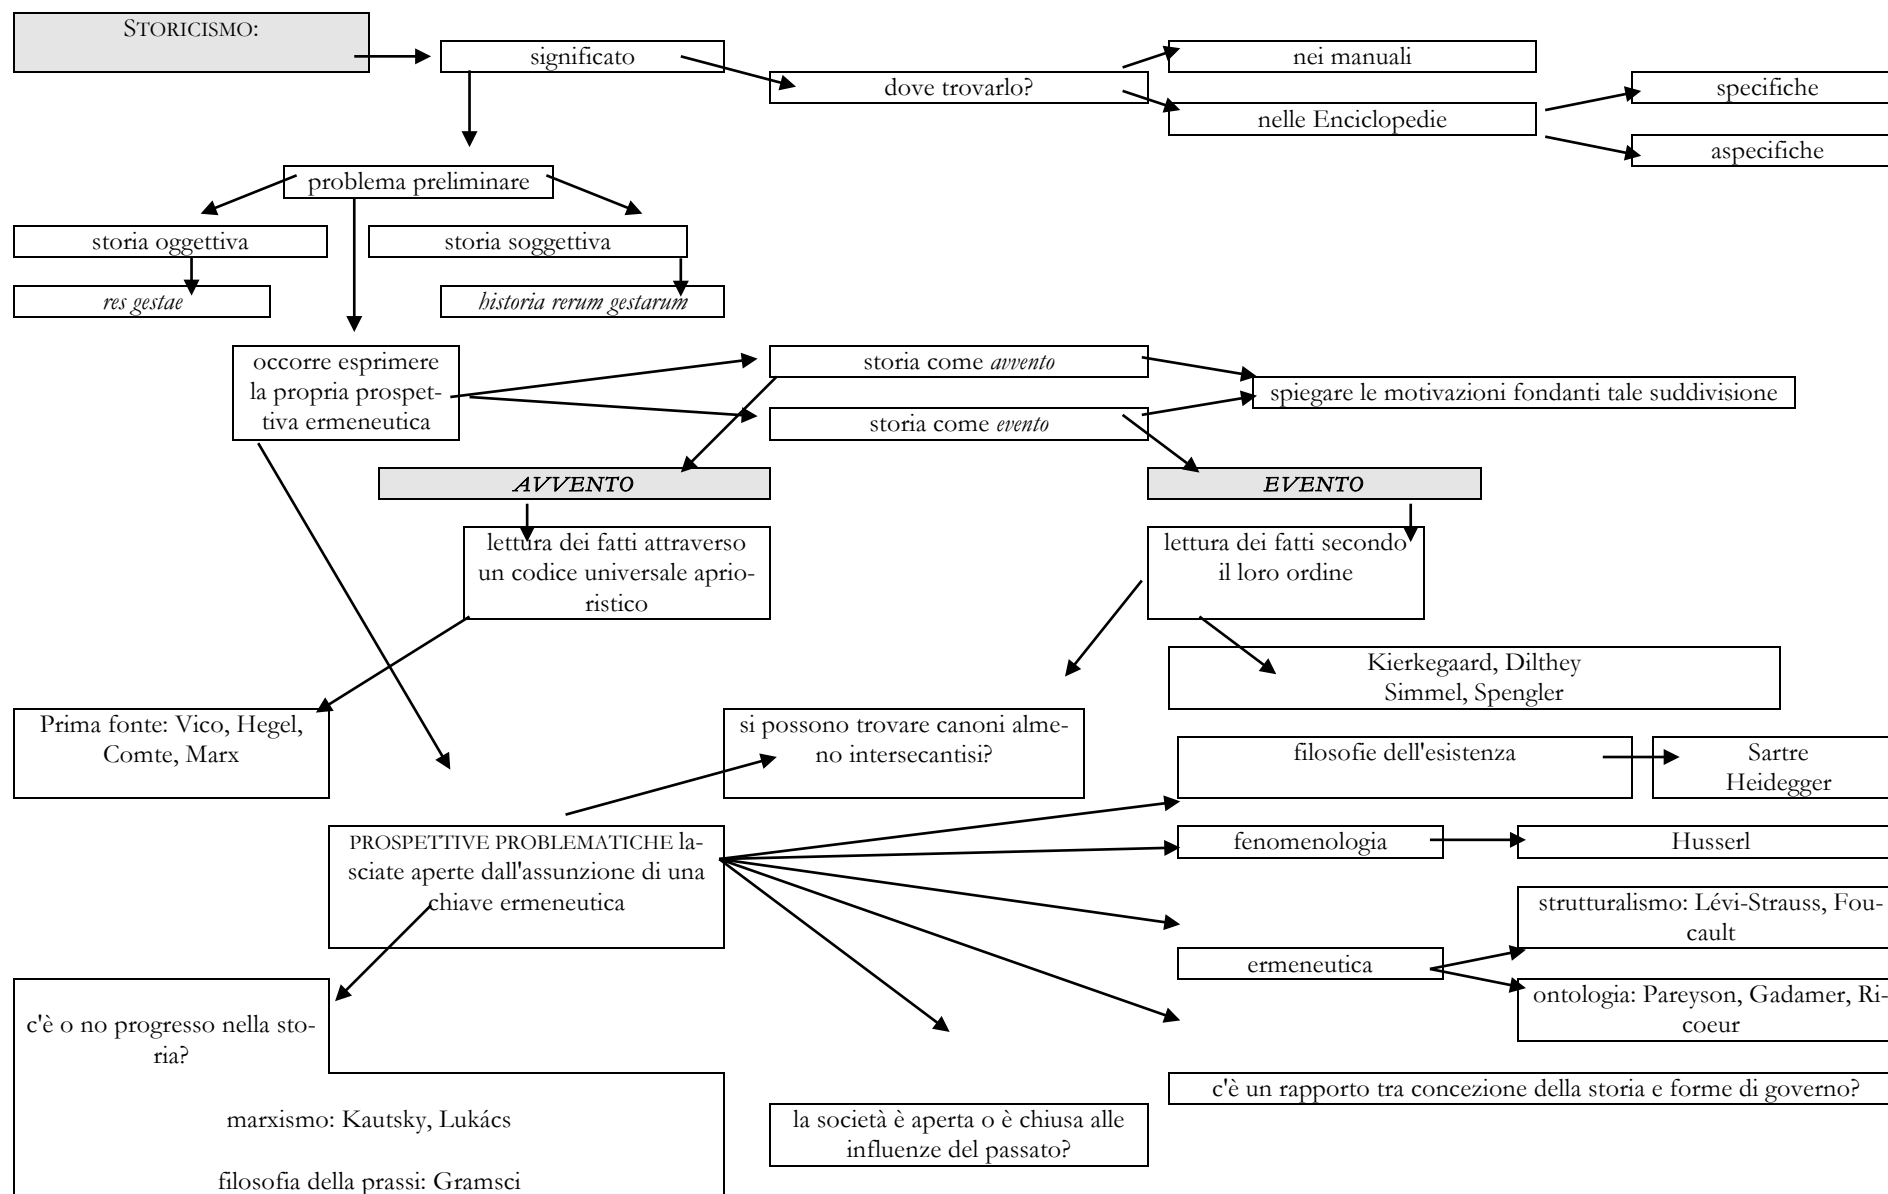 STORICISMO:
significato
nei manuali
dove trovarlo?
specifiche
nelle Enciclopedie
aspecifiche
problema preliminare
storia oggettiva
storia soggettiva
res gestae
historia rerum gestarum
occorre esprimere
la propria prospet-
tiva ermeneutica
storia come avvento
spiegare le motivazioni fondanti tale suddivisione
storia come evento
AVVENTO
EVENTO
lettura dei fatti attraverso
un codice universale aprio-
ristico
lettura dei fatti secondo
il loro ordine
Kierkegaard, Dilthey
Simmel, Spengler
Prima fonte: Vico, Hegel,
Comte, Marx
si possono trovare canoni alme-
no intersecantisi?
filosofie dell'esistenza
Sartre
Heidegger
PROSPETTIVE PROBLEMATICHE la-
sciate aperte dall'assunzione di una
chiave ermeneutica
fenomenologia
Husserl
strutturalismo: Lévi-Strauss, Fou-
cault
ermeneutica
ontologia: Pareyson, Gadamer, Ri-
coeur
c'è o no progresso nella sto-
ria?
marxismo: Kautsky, Lukács
filosofia della prassi: Gramsci
la società è aperta o è chiusa alle
influenze del passato?
c'è un rapporto tra concezione della storia e forme di governo?